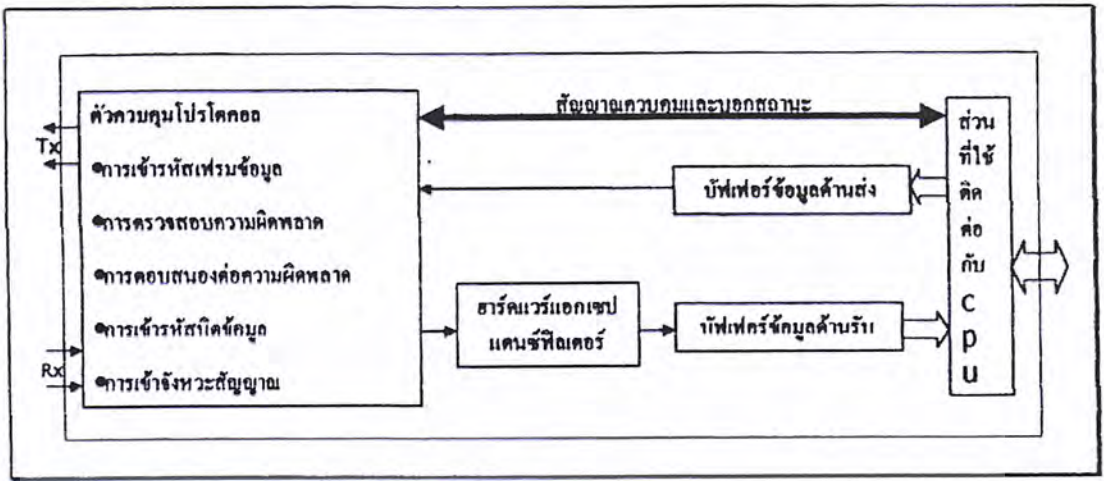 ตัวควบคุมโปรโตคอล
Tx
●การเข้ารหัสเฟรมข้อมูล
●การตรวจสอบความผิดพลาด
●การตอบสนองต่อความผิดพลาด
●การเข้ารหัสบิตข้อมูล
Rx
●การเข้าจังหวะสัญญาณ
สัญญาณควบคุมและบอกสถานะ
บัฟเฟอร์ข้อมูลด้านส่ง
ฮาร์ดแวร์แอกเซป
แตนซ์ฟิลเตอร์
บัฟเฟอร์ข้อมูลด้านรับ
ส่วน
ที่ใช้
ติด
ต่อ
กับ
c
p
u